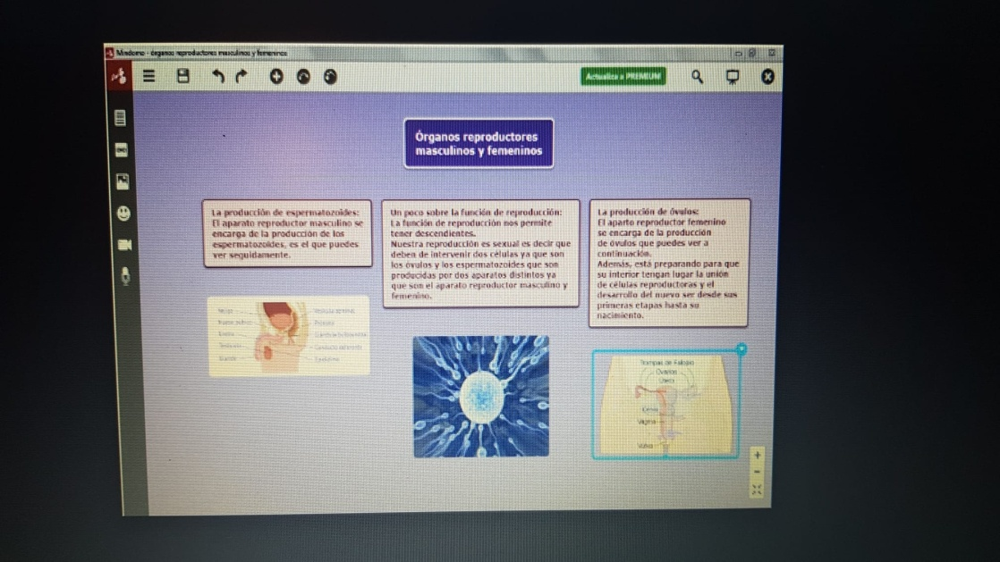 Mindomo - órganos reproductores masculinos y femeninos
Actualiza a PREMIUM
Órganos reproductores
masculinos y femeninos
La producción de espermatozoides:
El aparato reproductor masculino se
encarga de la producción de los
espermatozoides, es el que puedes
ver seguidamente.
Un poco sobre la función de reproducción:
La función de reproducción nos permite
tener descendientes.
Nuestra reproducción es sexual es decir que
deben de intervenir dos células ya que son
los óvulos y los espermatozoides que son
producidas por dos aparatos distintos ya
que son el aparato reproductor masculino y
femenino.
La producción de óvulos:
El aparto reproductor femenino
se encarga de la producción
de óvulos que puedes ver a
continuación.
Además, está preparando para que
su interior tengan lugar la unión
de células reproductoras y el
desarrollo del nuevo ser desde sus
primeras etapas hasta su
nacimiento.
Próstata
Trompas de Falopio
Ovarios
Útero
Cérvix
Vagina
Vulva